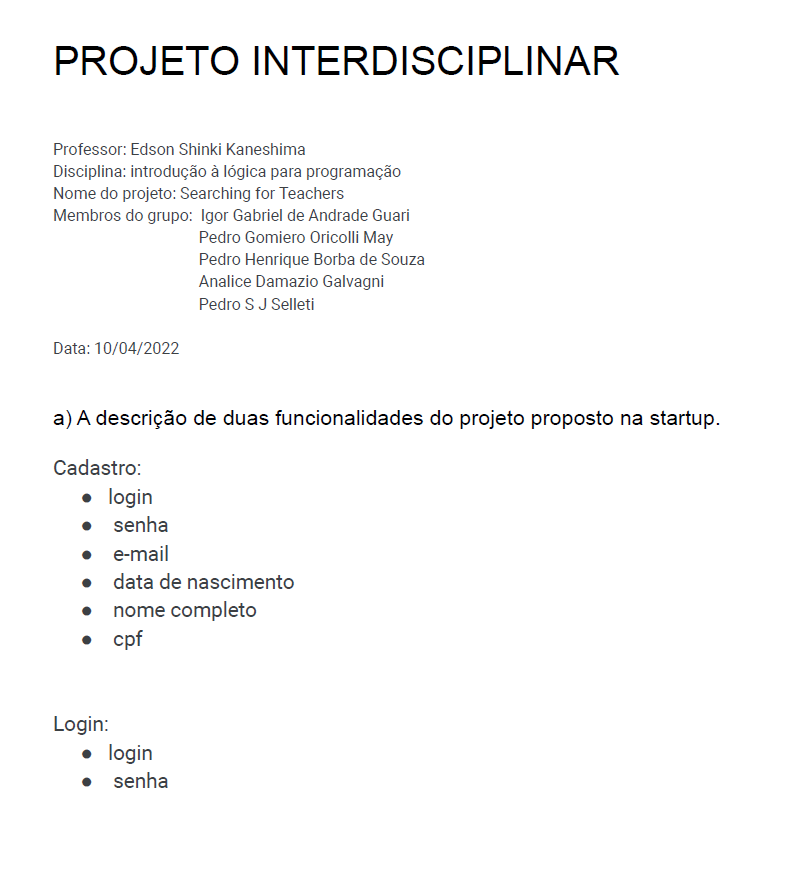 PROJETO INTERDISCIPLINAR
Professor: Edson Shinki Kaneshima
Disciplina: introdução à lógica para programação
Nome do projeto: Searching for Teachers
Membros do grupo: Igor Gabriel de Andrade Guari
Pedro Gomiero Oricolli May
Pedro Henrique Borba de Souza
Analice Damazio Galvagni
Pedro S J Selleti
Data: 10/04/2022
a) A descrição de duas funcionalidades do projeto proposto na startup.
Cadastro:
● login
● senha
● e-mail
● data de nascimento
● nome completo
● cpf
Login:
● login
● senha